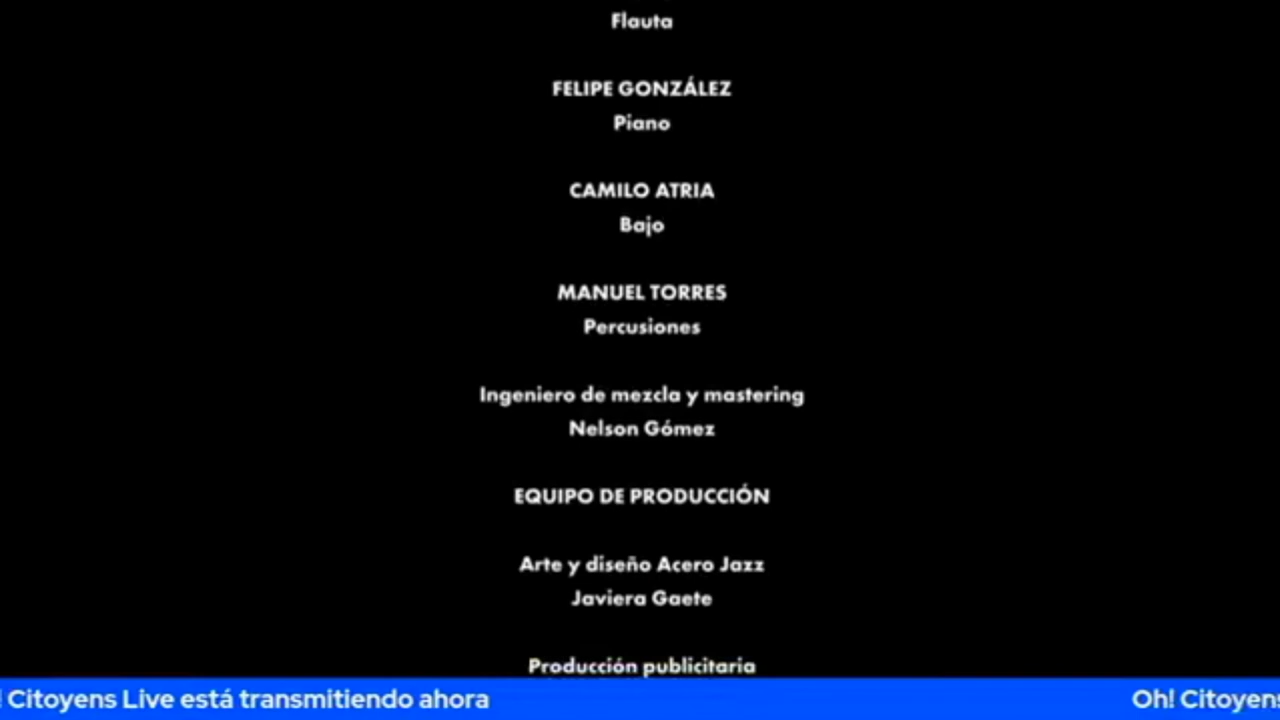 Flauta
FELIPE GONZÁLEZ
Piano
CAMILO ATRIA
Bajo
MANUEL TORRES
Percusiones
Ingeniero de mezcla y mastering
Nelson Gómez
EQUIPO DE PRODUCCIÓN
Arte y diseño Acero Jazz
Javiera Gaete
Producción publicitaria
! Citoyens Live está transmitiendo ahora
Oh! Citoyens